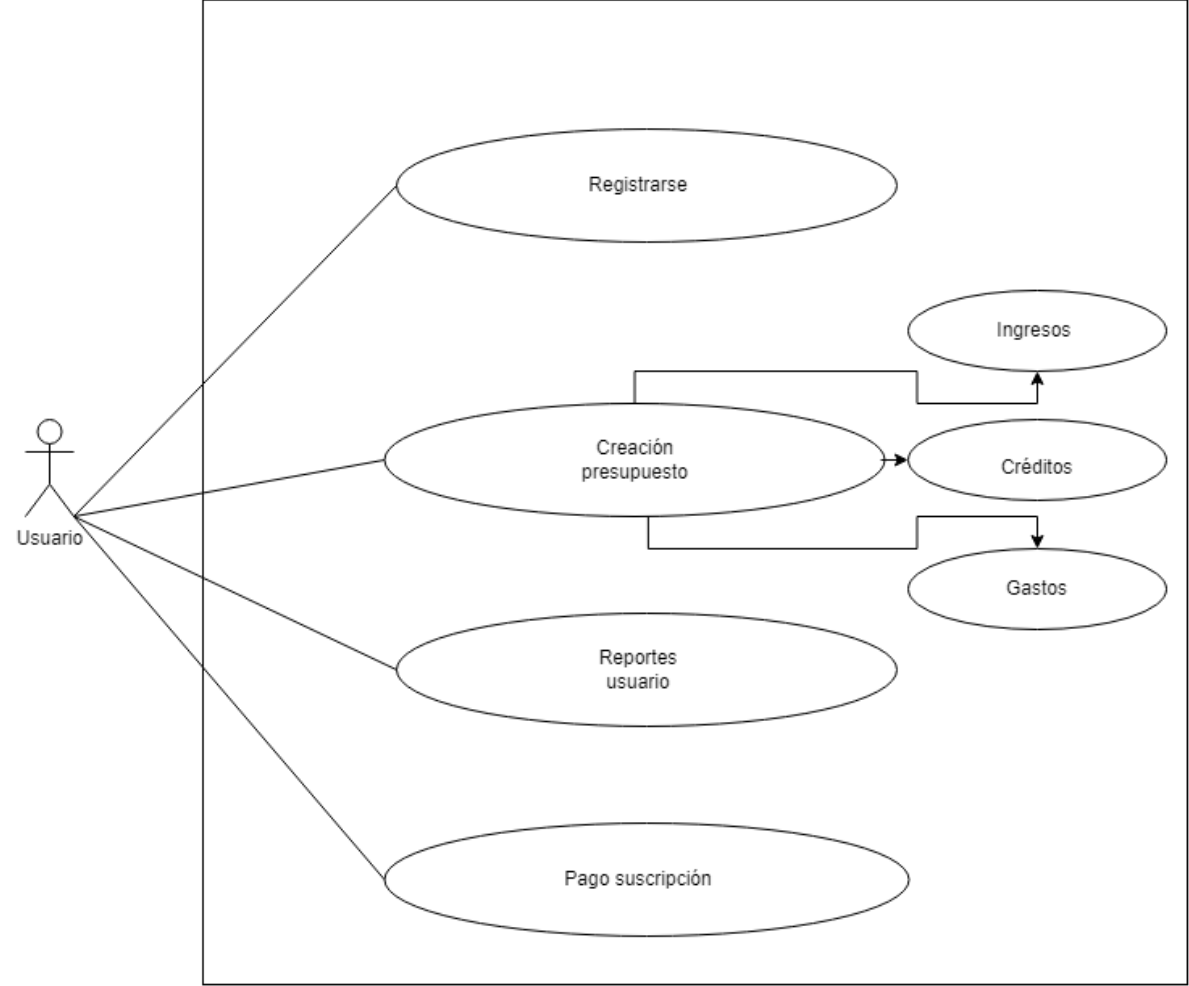 Registrarse
Ingresos
Creación
presupuesto
Créditos
Usuario
Gastos
Reportes
usuario
Pago suscripción